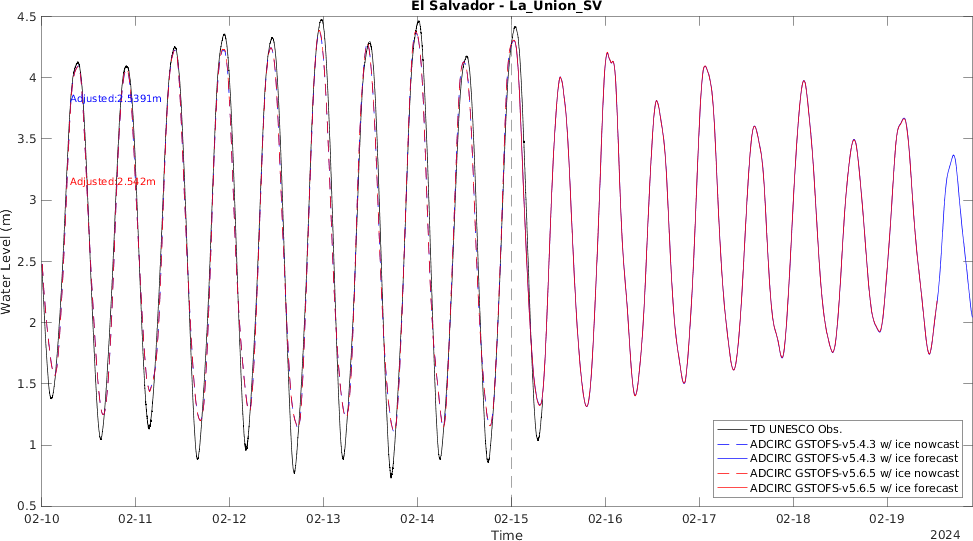 El Salvador - La_Union_SV
4.5
4
3.5
3
2.5
2
1.5
1
0.5
Water Level (m)
Adjusted:2.5391m
Adjusted:2.542m
TD UNESCO Obs.
ADCIRC GSTOFS-v5.4.3 w/ ice nowcast
ADCIRC GSTOFS-v5.4.3 w/ ice forecast
ADCIRC GSTOFS-v5.6.5 w/ ice nowcast
ADCIRC GSTOFS-v5.6.5 w/ ice forecast
02-10 02-11 02-12 02-13 02-14 02-15 02-16 02-17 02-18 02-19
Time
2024